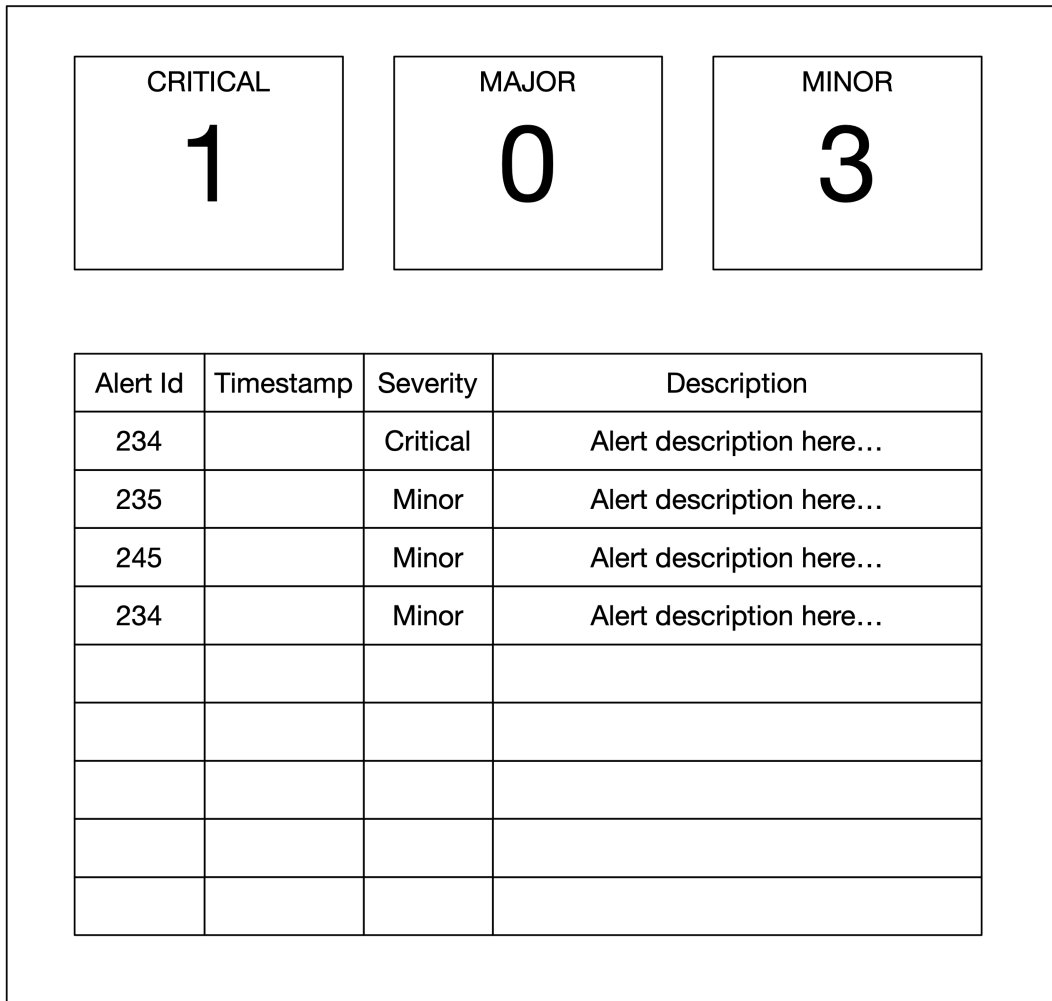 CRITICAL MAJOR MINOR
1 0 3
Alert Id Timestamp Severity Description
234 Critical Alert description here…
235 Minor Alert description here…
245 Minor Alert description here…
234 Minor Alert description here…